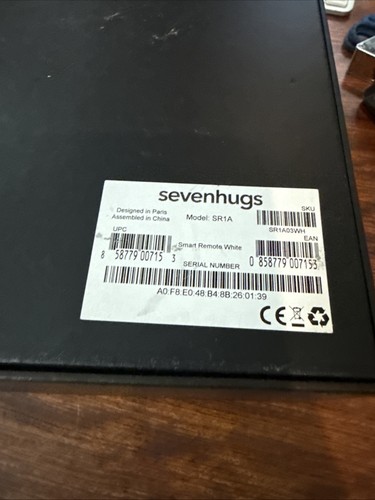 sevenhugs
Designed in Paris
Assembled in China
Model: SR1A
SKU
SR1A03WH
UPC
EAN
Smart Remote White
8 58779 00715 3
0 858779 007153
SERIAL NUMBER
A0:F8:E0:48:B4:8B:26:01:39
CE